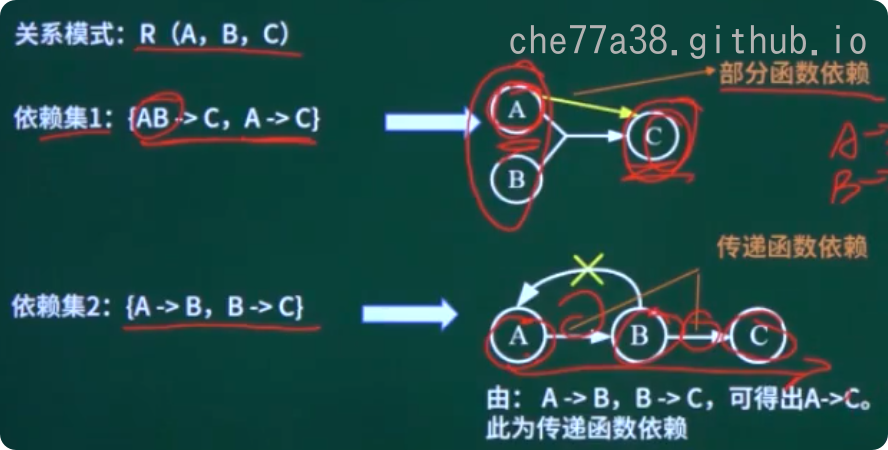 关系模式：R（A，B，C）
che77a38.github.io
部分函数依赖
依赖集1：{AB -> C，A -> C}
A
B
C
A→
B→
传递函数依赖
依赖集2：{A -> B，B -> C}
A
B
C
由： A -> B，B -> C，可得出A->C。
此为传递函数依赖